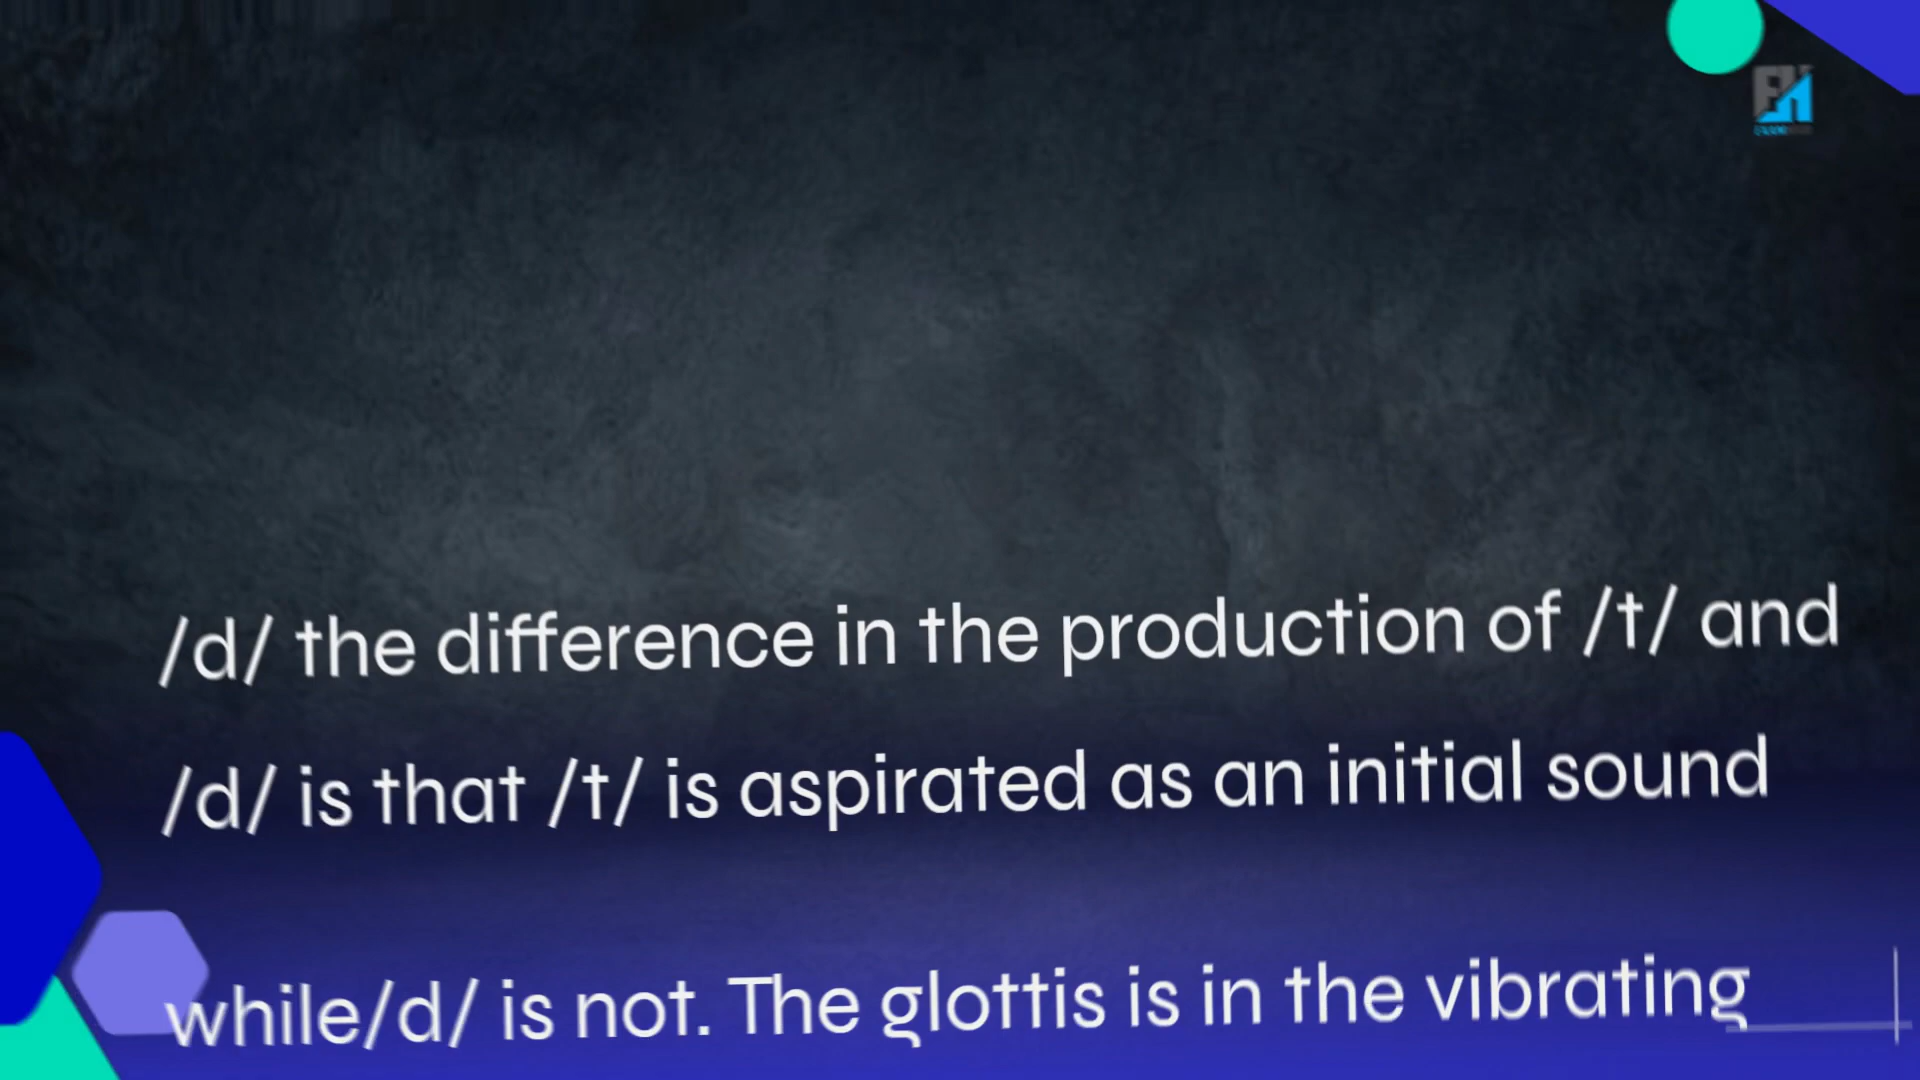 /d/ the difference in the production of /t/ and
/d/ is that /t/ is aspirated as an initial sound
while/d/ is not. The glottis is in the vibrating